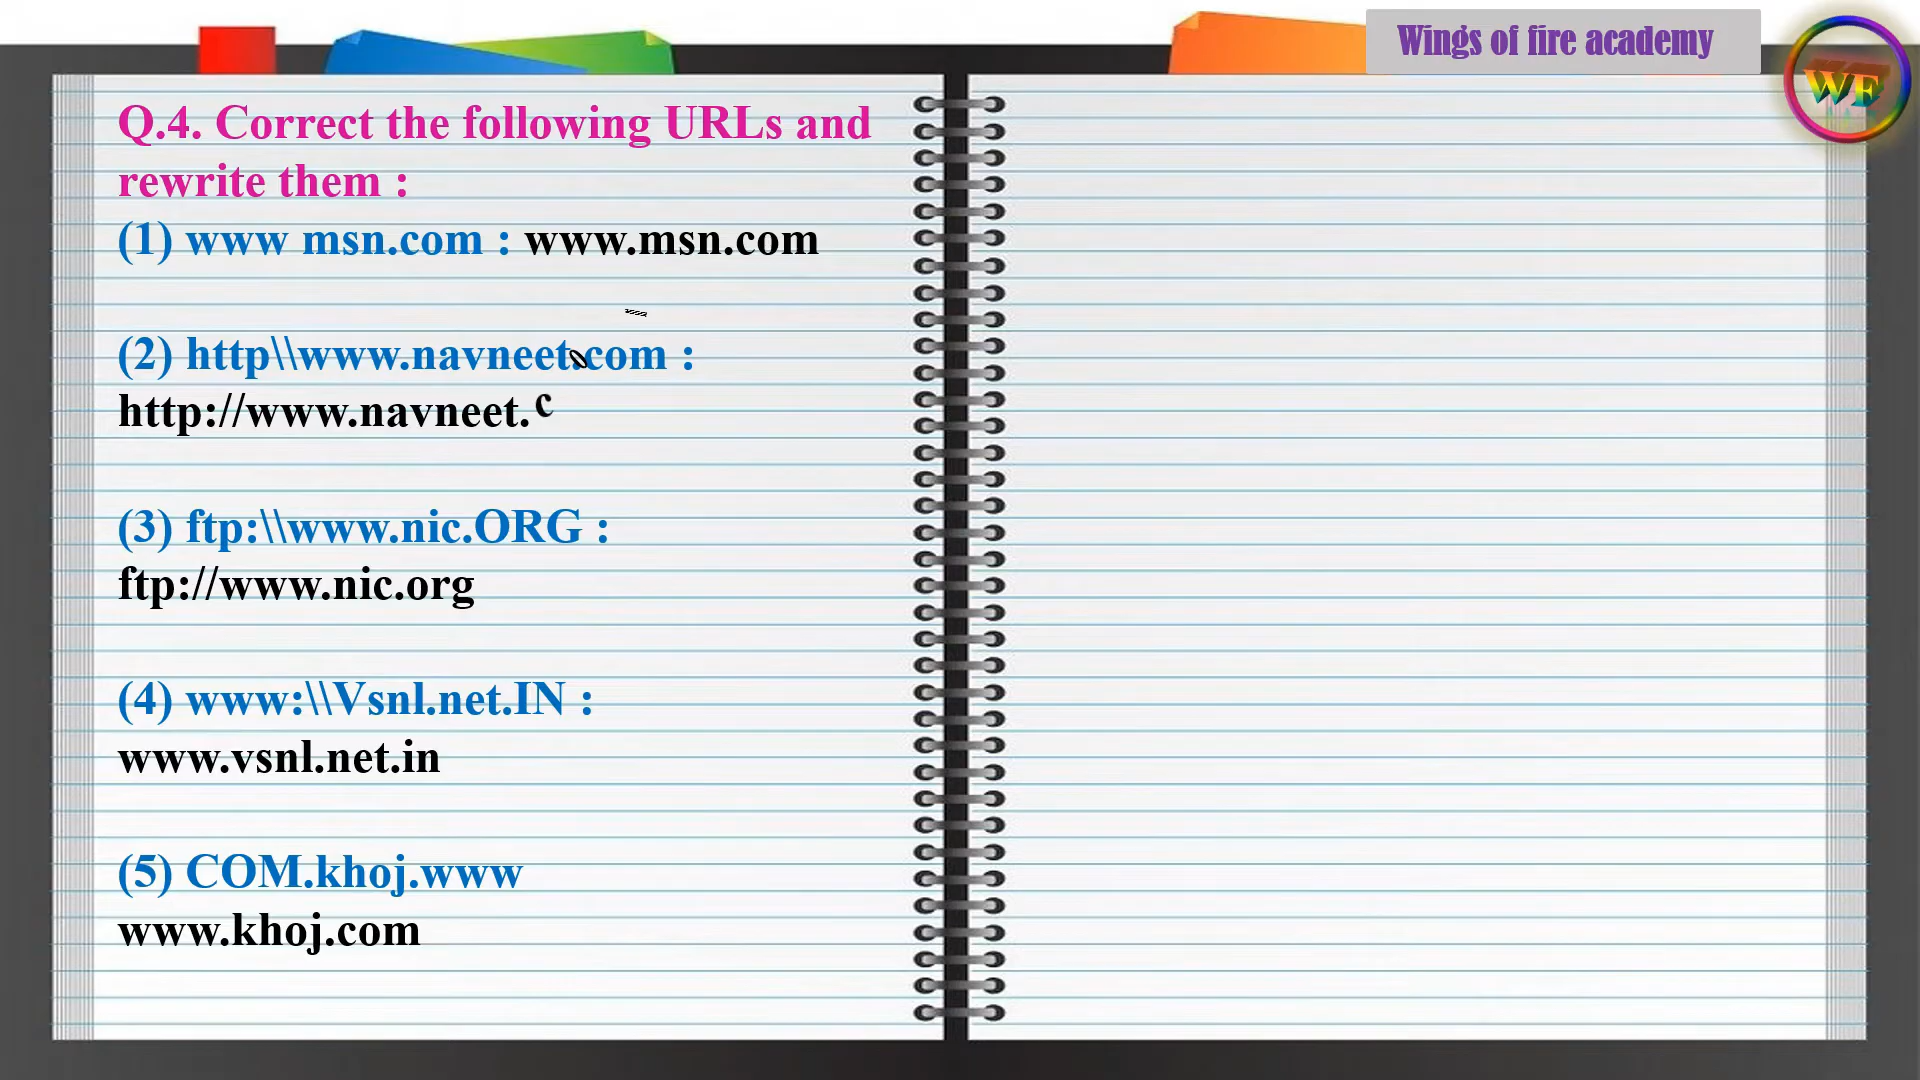 Wings of fire academy
WF
Q.4. Correct the following URLs and
rewrite them :
(1) www msn.com : www.msn.com
(2) http\\www.navneet.com :
http://www.navneet.c
(3) ftp:\\www.nic.ORG :
ftp://www.nic.org
(4) www:\\Vsnl.net.IN :
www.vsnl.net.in
(5) COM.khoj.www
www.khoj.com